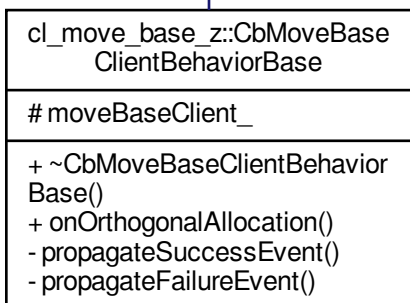 cl_move_base_z::CbMoveBase
ClientBehaviorBase
# moveBaseClient_
+ ~CbMoveBaseClientBehavior
Base()
+ onOrthogonalAllocation()
- propagateSuccessEvent()
- propagateFailureEvent()